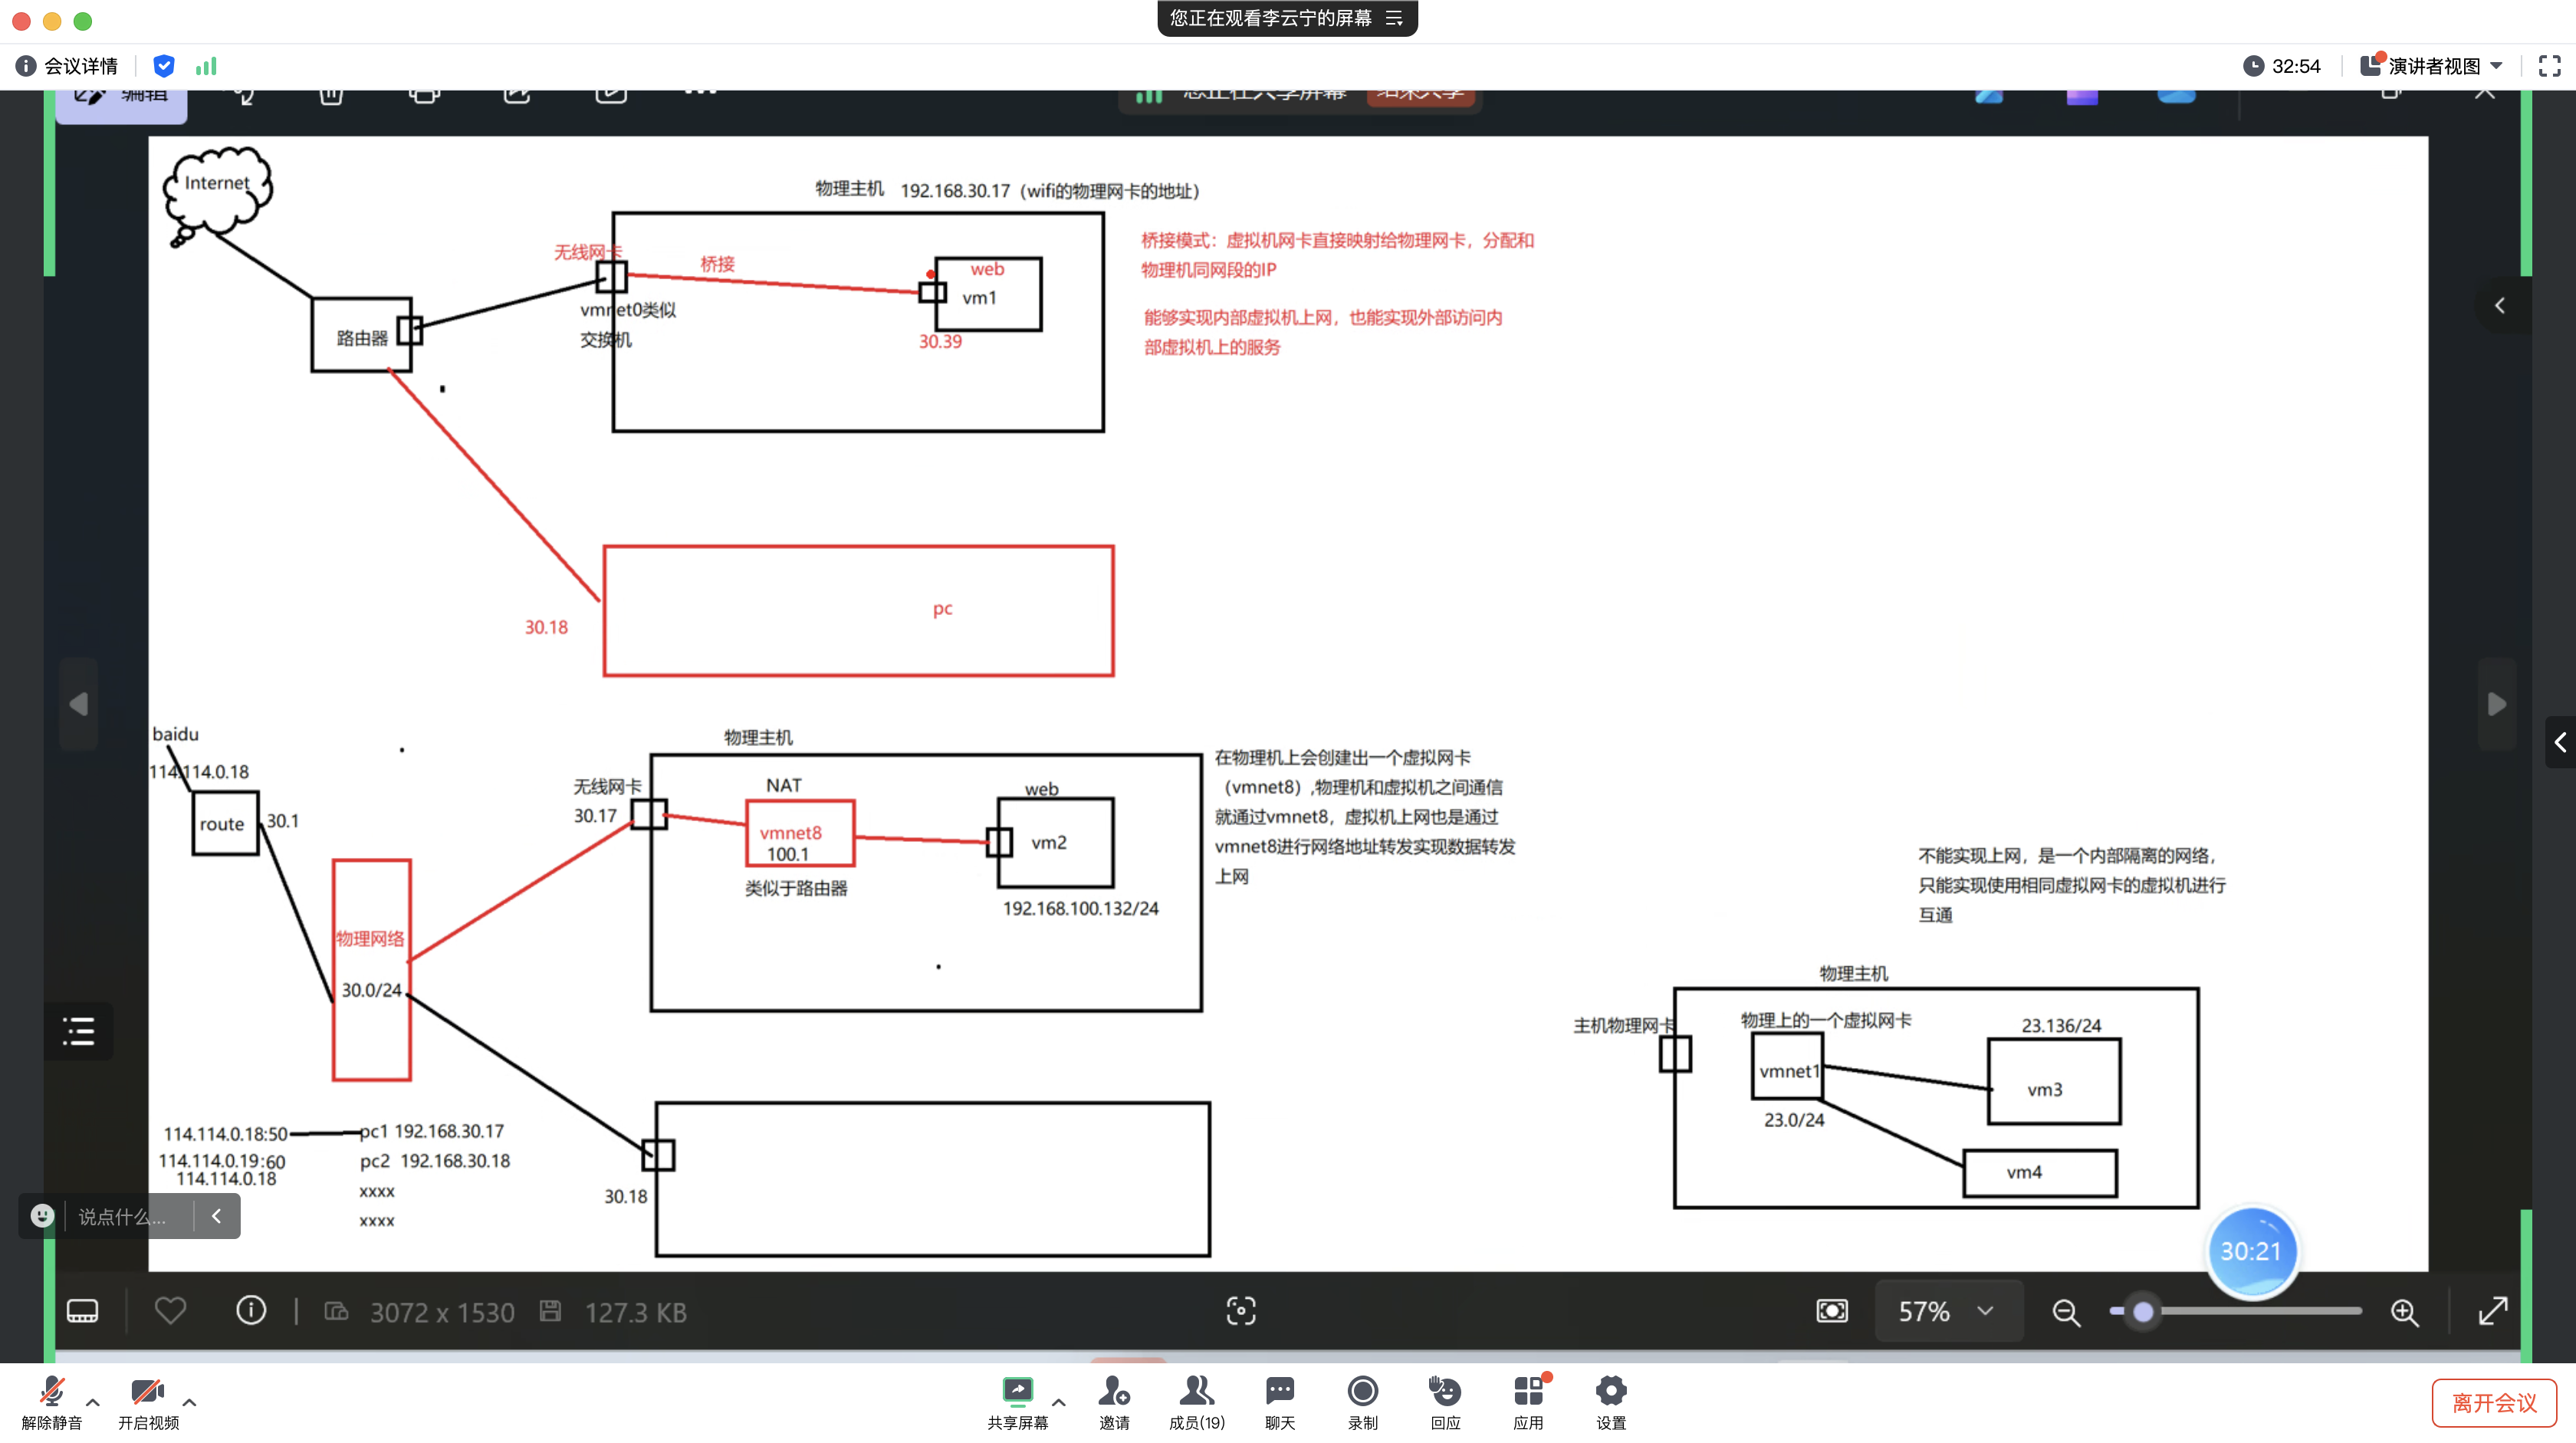 您正在观看李云宁的屏幕
会议详情
32:54
演讲者视图
编辑
您正在共享屏幕
结束共享
Internet
物理主机 192.168.30.17（wifi的物理网卡的地址）
无线网卡
桥接
web
vm1
30.39
vmnet0类似
交换机
路由器
桥接模式：虚拟机网卡直接映射给物理网卡，分配和
物理机同网段的IP
能够实现内部虚拟机上网，也能实现外部访问内
部虚拟机上的服务
pc
30.18
baidu
114.114.0.18
route
30.1
物理网络
30.0/24
物理主机
无线网卡
30.17
NAT
vmnet8
100.1
类似于路由器
web
vm2
192.168.100.132/24
在物理机上会创建出一个虚拟网卡
（vmnet8）,物理机和虚拟机之间通信
就通过vmnet8，虚拟机上网也是通过
vmnet8进行网络地址转发实现数据转发
上网
不能实现上网，是一个内部隔离的网络，
只能实现使用相同虚拟网卡的虚拟机进行
互通
物理主机
主机物理网卡
物理上的一个虚拟网卡
vmnet1
23.0/24
23.136/24
vm3
vm4
114.114.0.18:50 pc1 192.168.30.17
114.114.0.19:60 pc2 192.168.30.18
114.114.0.18
xxxx
xxxx
30.18
说点什么...
30:21
3072 x 1530
127.3 KB
57%
解除静音
开启视频
共享屏幕
邀请
成员(19)
聊天
录制
回应
应用
设置
离开会议